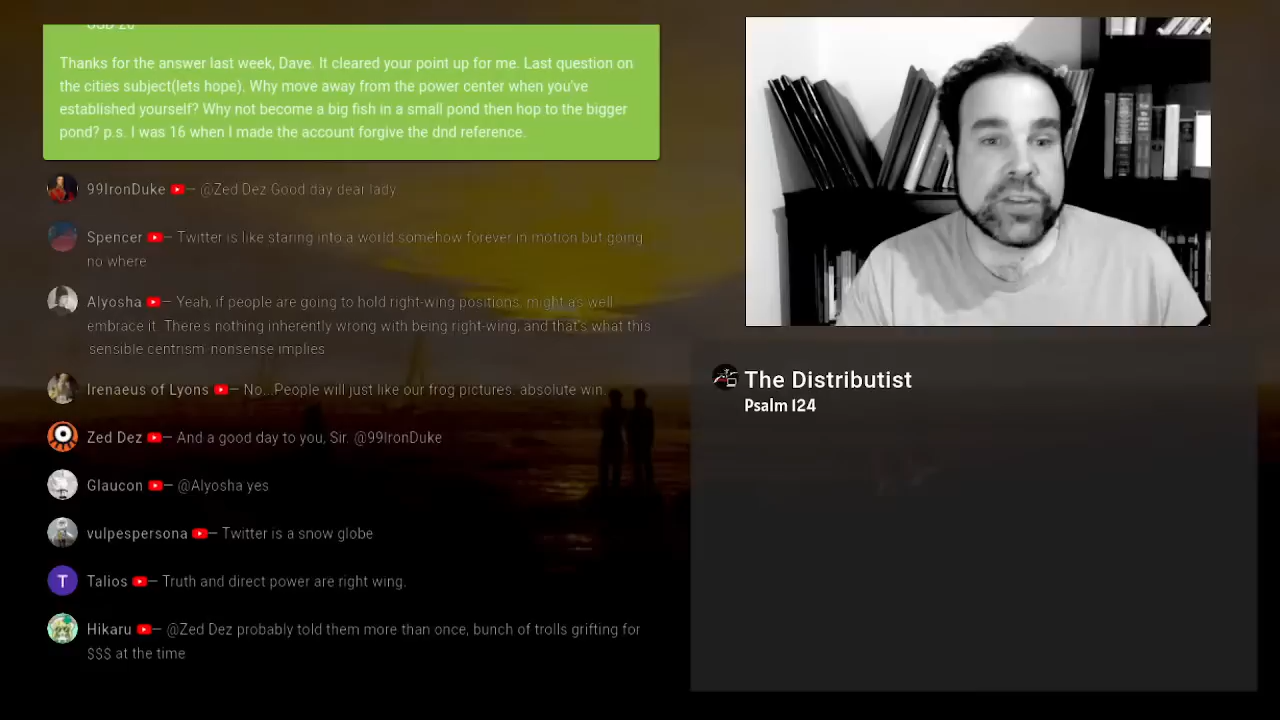 USD 20
Thanks for the answer last week, Dave. It cleared your point up for me. Last question on
the cities subject(lets hope). Why move away from the power center when you've
established yourself? Why not become a big fish in a small pond then hop to the bigger
pond? p.s. I was 16 when I made the account forgive the dnd reference.
99IronDuke — @Zed Dez Good day dear lady
Spencer — Twitter is like staring into a world somehow forever in motion but going
no where
Alyosha — Yeah, if people are going to hold right-wing positions, might as well
embrace it. There's nothing inherently wrong with being right-wing, and that's what this
sensible centrism nonsense implies
Irenaeus of Lyons — No...People will just like our frog pictures. absolute win.
Zed Dez — And a good day to you, Sir. @99IronDuke
Glaucon — @Alyosha yes
vulpespersona — Twitter is a snow globe
T
Talios — Truth and direct power are right wing.
Hikaru — @Zed Dez probably told them more than once, bunch of trolls grifting for
$$$ at the time
The Distributist
Psalm 124